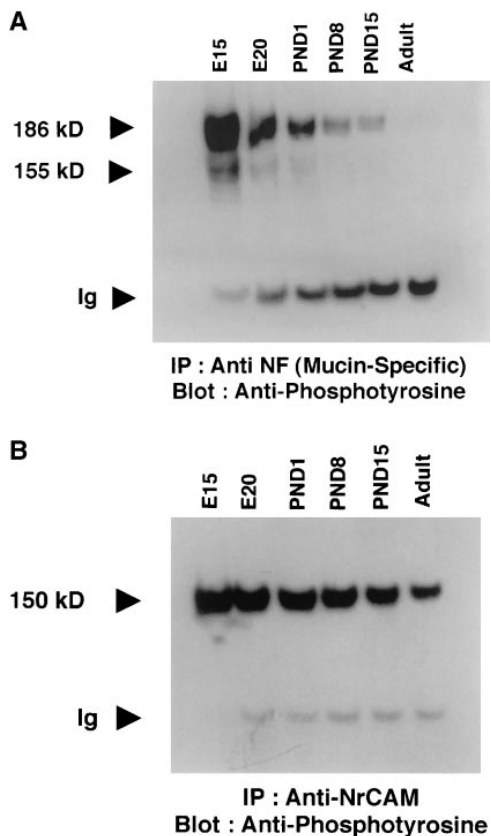 A
E15 E20 PND1 PND8 PND15 Adult
186 kD
155 kD
Ig
IP : Anti NF (Mucin-Specific)
Blot : Anti-Phosphotyrosine
B
E15 E20 PND1 PND8 PND15 Adult
150 kD
Ig
IP : Anti-NrCAM
Blot : Anti-Phosphotyrosine